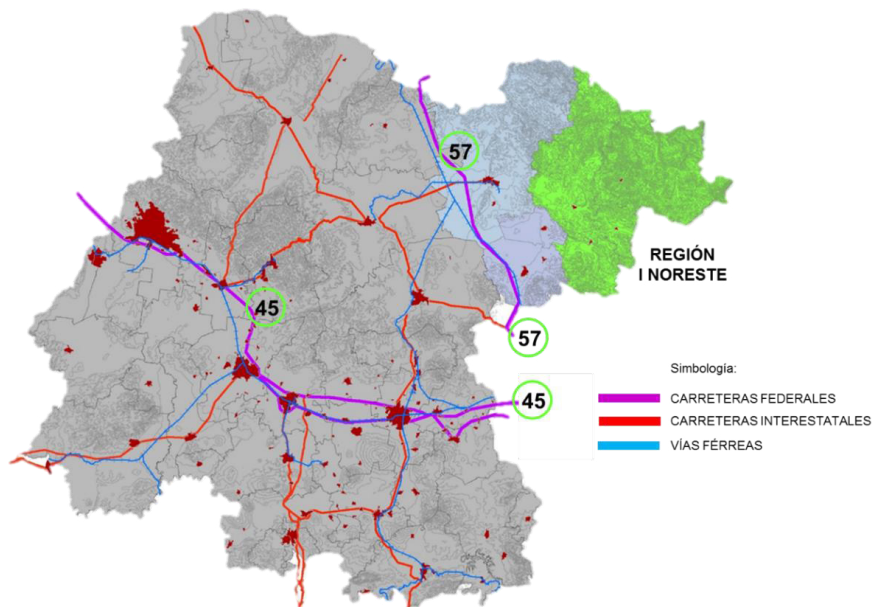 57
REGIÓN
I NORESTE
45
57
Simbología:
45
CARRETERAS FEDERALES
CARRETERAS INTERESTATALES
VÍAS FÉRREAS